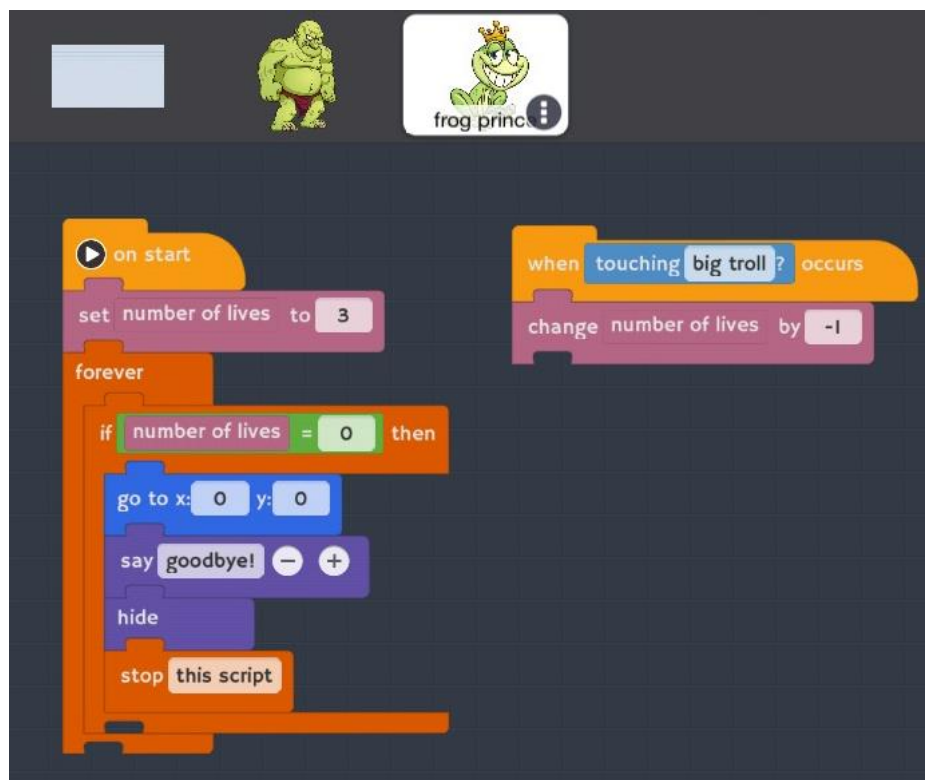 frog prince
on start
set number of lives to 3
forever
if number of lives = 0 then
go to x: 0 y: 0
say goodbye! − +
hide
stop this script
when touching big troll ? occurs
change number of lives by -1